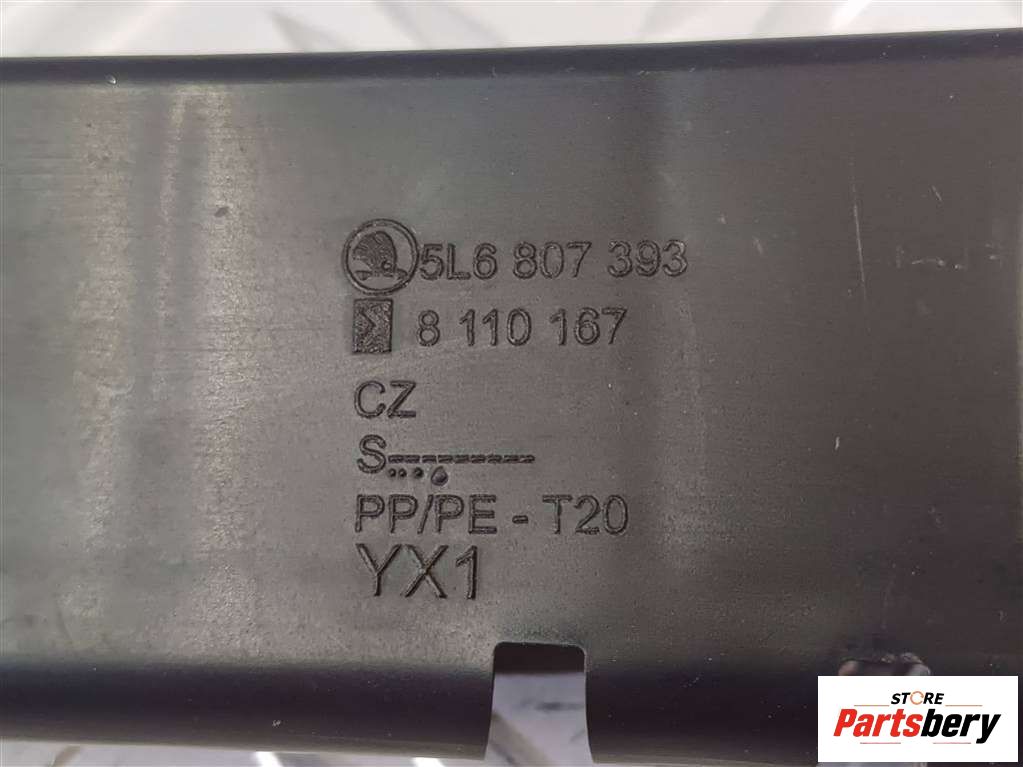 5L6 807 393
8 110 167
CZ
S
PP/PE - T20
YX1
STORE
Partsbery